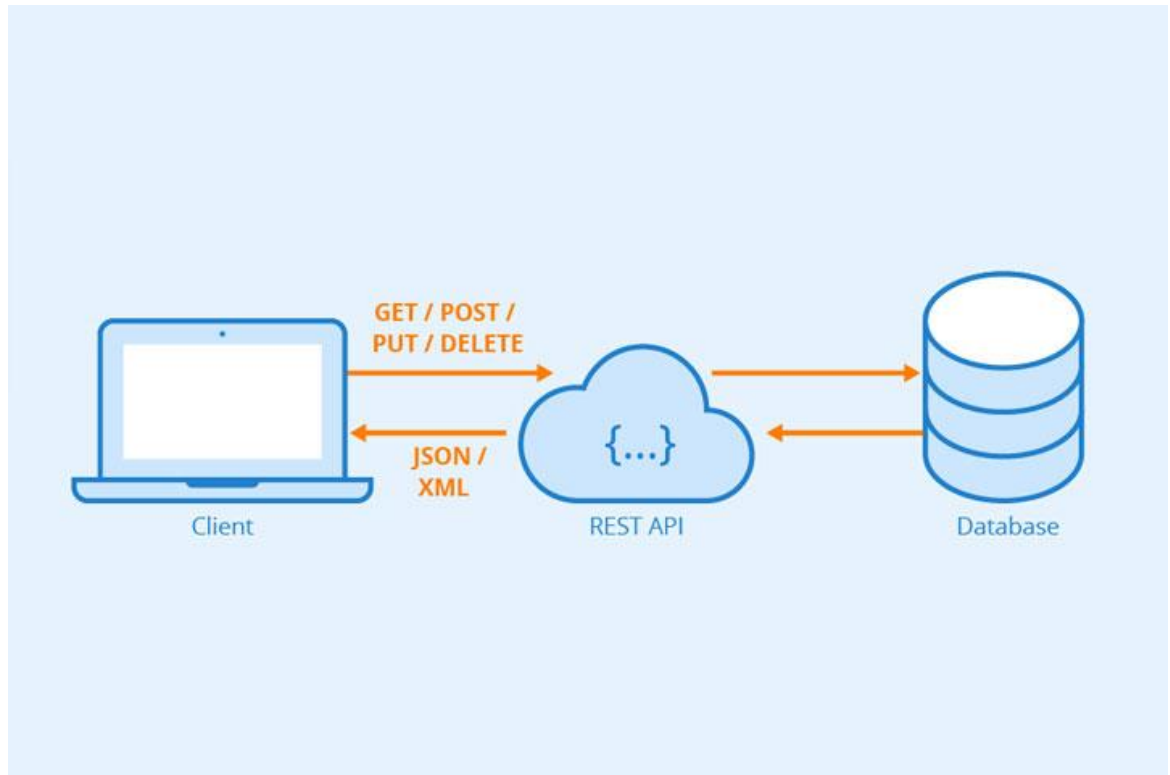 GET / POST /
PUT / DELETE
JSON /
XML
{...}
Client
REST API
Database